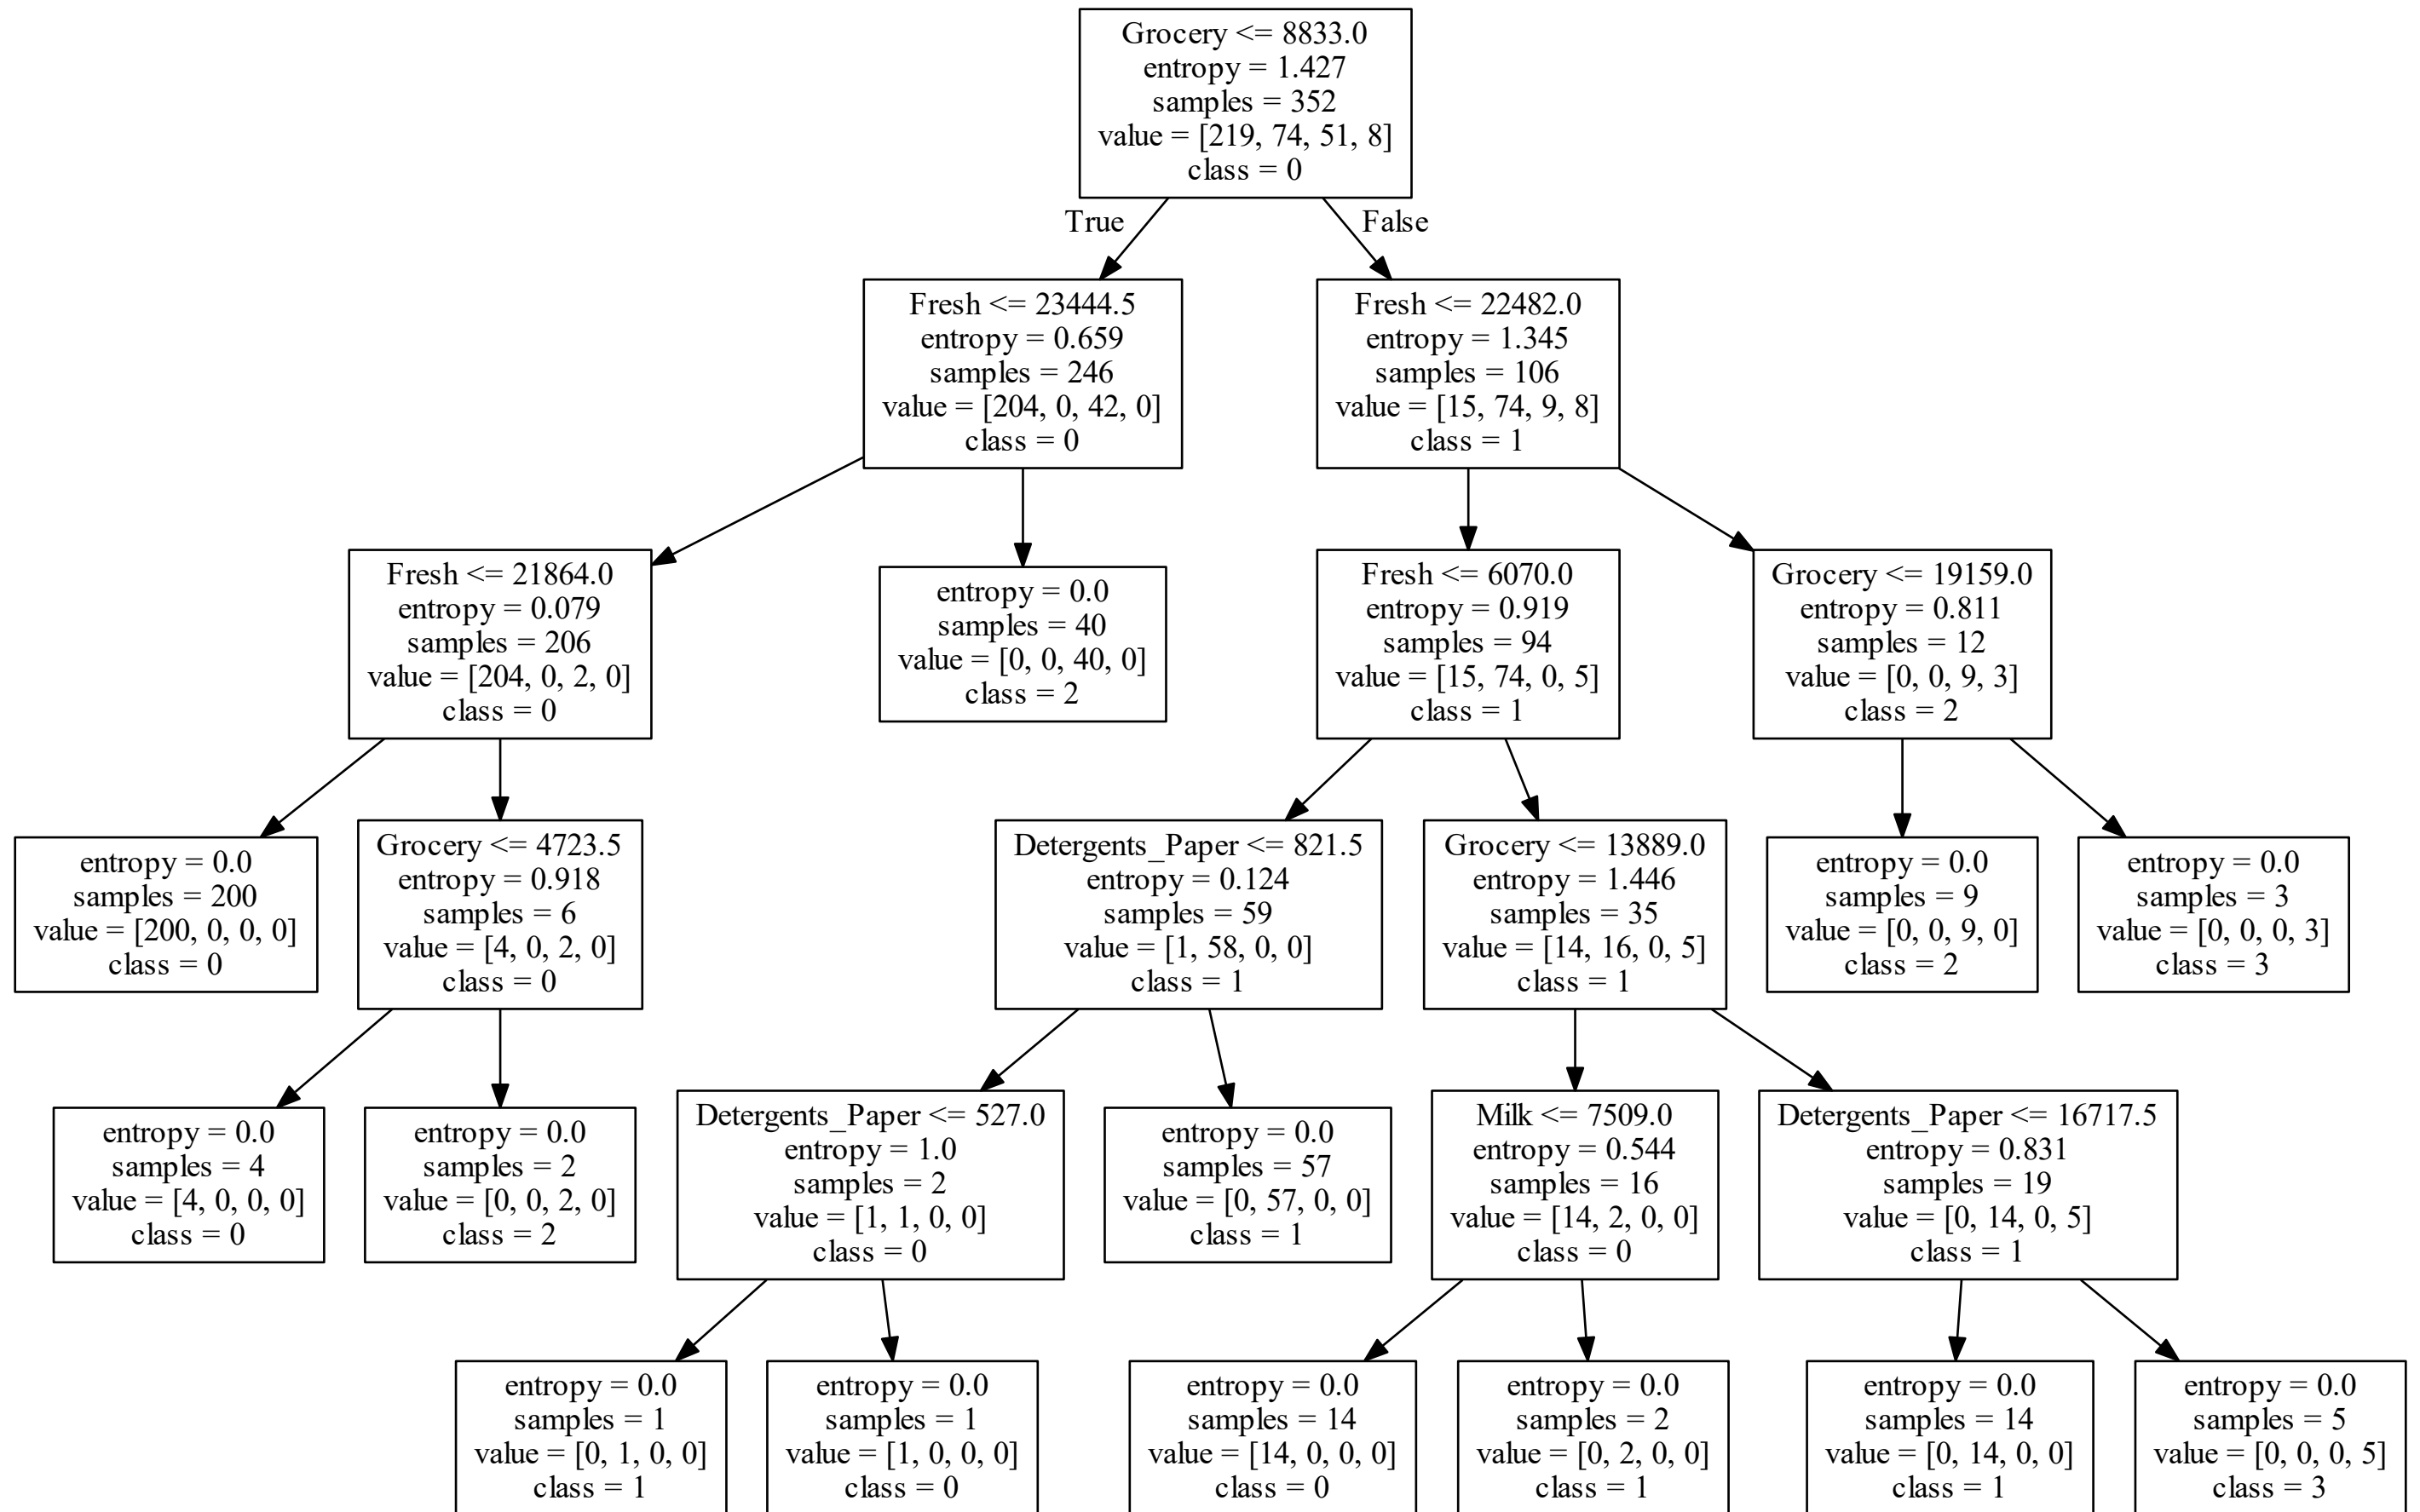 Grocery <= 8833.0
entropy = 1.427
samples = 352
value = [219, 74, 51, 8]
class = 0
True
False
Fresh <= 23444.5
entropy = 0.659
samples = 246
value = [204, 0, 42, 0]
class = 0
Fresh <= 22482.0
entropy = 1.345
samples = 106
value = [15, 74, 9, 8]
class = 1
Fresh <= 21864.0
entropy = 0.079
samples = 206
value = [204, 0, 2, 0]
class = 0
entropy = 0.0
samples = 40
value = [0, 0, 40, 0]
class = 2
Fresh <= 6070.0
entropy = 0.919
samples = 94
value = [15, 74, 0, 5]
class = 1
Grocery <= 19159.0
entropy = 0.811
samples = 12
value = [0, 0, 9, 3]
class = 2
entropy = 0.0
samples = 200
value = [200, 0, 0, 0]
class = 0
Grocery <= 4723.5
entropy = 0.918
samples = 6
value = [4, 0, 2, 0]
class = 0
Detergents_Paper <= 821.5
entropy = 0.124
samples = 59
value = [1, 58, 0, 0]
class = 1
Grocery <= 13889.0
entropy = 1.446
samples = 35
value = [14, 16, 0, 5]
class = 1
entropy = 0.0
samples = 9
value = [0, 0, 9, 0]
class = 2
entropy = 0.0
samples = 3
value = [0, 0, 0, 3]
class = 3
entropy = 0.0
samples = 4
value = [4, 0, 0, 0]
class = 0
entropy = 0.0
samples = 2
value = [0, 0, 2, 0]
class = 2
Detergents_Paper <= 527.0
entropy = 1.0
samples = 2
value = [1, 1, 0, 0]
class = 0
entropy = 0.0
samples = 57
value = [0, 57, 0, 0]
class = 1
Milk <= 7509.0
entropy = 0.544
samples = 16
value = [14, 2, 0, 0]
class = 0
Detergents_Paper <= 16717.5
entropy = 0.831
samples = 19
value = [0, 14, 0, 5]
class = 1
entropy = 0.0
samples = 1
value = [0, 1, 0, 0]
class = 1
entropy = 0.0
samples = 1
value = [1, 0, 0, 0]
class = 0
entropy = 0.0
samples = 14
value = [14, 0, 0, 0]
class = 0
entropy = 0.0
samples = 2
value = [0, 2, 0, 0]
class = 1
entropy = 0.0
samples = 14
value = [0, 14, 0, 0]
class = 1
entropy = 0.0
samples = 5
value = [0, 0, 0, 5]
class = 3